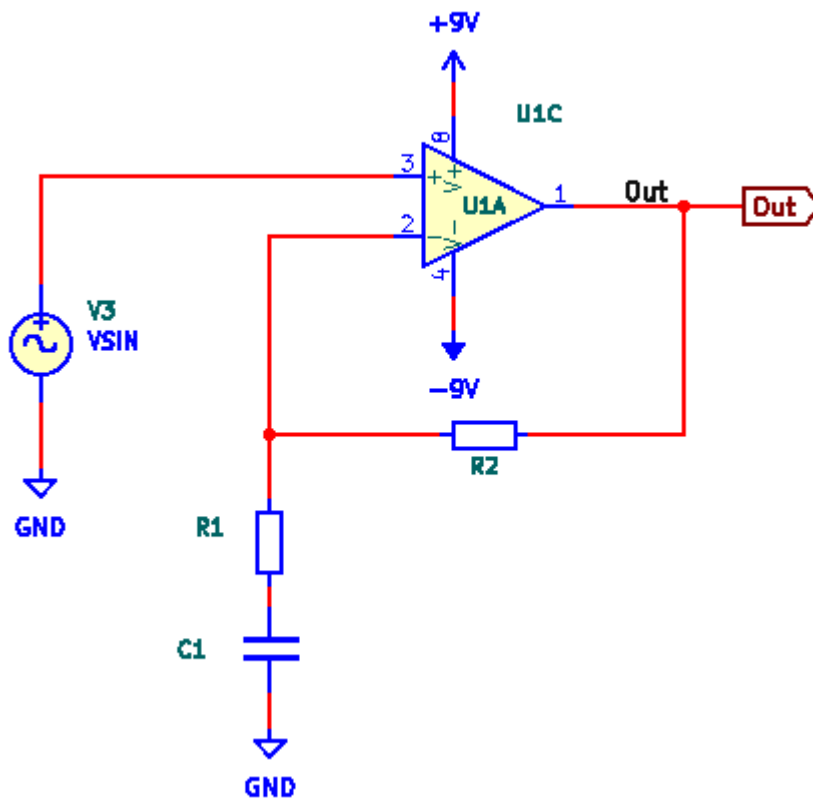 +9V
U1C
8
3
+
V+
U1A
1
Out
Out
2
-
V-
4
V3
+
VSIN
-9V
R2
GND
R1
C1
GND